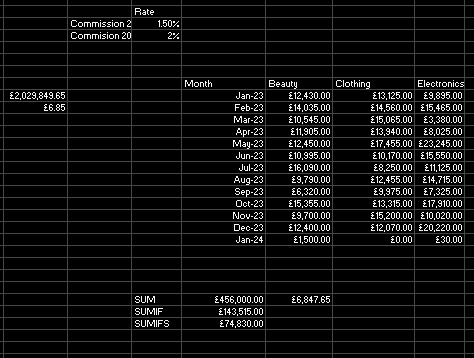 Rate
Commission 2 1.50%
Commision 20 2%
Month Beauty Clothing Electronics
£2,029,849.65 Jan-23 £12,430.00 £13,125.00 £9,895.00
£6.85 Feb-23 £14,035.00 £14,560.00 £15,465.00
Mar-23 £10,545.00 £15,065.00 £3,380.00
Apr-23 £11,905.00 £13,940.00 £8,025.00
May-23 £12,450.00 £17,455.00 £23,245.00
Jun-23 £10,995.00 £10,170.00 £15,550.00
Jul-23 £16,090.00 £8,250.00 £11,125.00
Aug-23 £9,790.00 £12,455.00 £14,715.00
Sep-23 £6,320.00 £9,975.00 £7,325.00
Oct-23 £15,355.00 £13,315.00 £17,910.00
Nov-23 £9,700.00 £15,200.00 £10,020.00
Dec-23 £12,400.00 £12,070.00 £20,220.00
Jan-24 £1,500.00 £0.00 £30.00
SUM £456,000.00 £6,847.65
SUMIF £143,515.00
SUMIFS £74,830.00